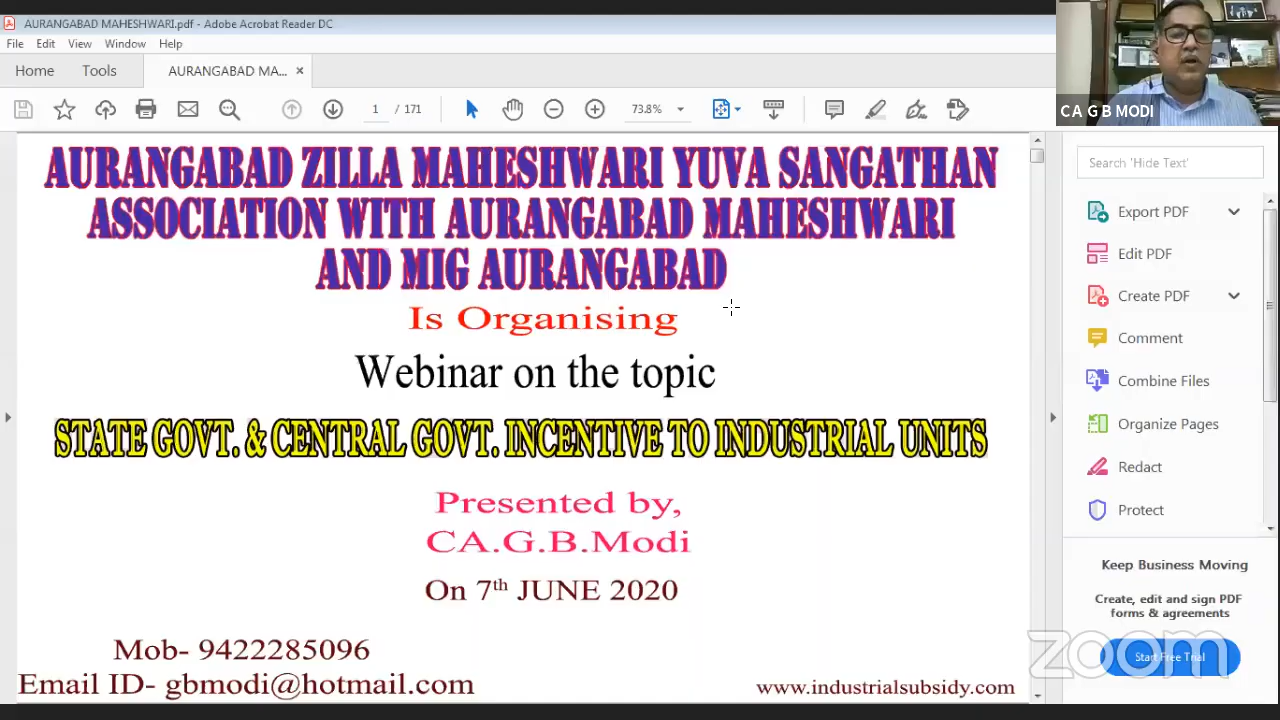 AURANGABAD MAHESHWARI.pdf - Adobe Acrobat Reader DC
File Edit View Window Help
Home Tools AURANGABAD MA... ×
1 / 171 73.8%
CA G B MODI
AURANGABAD ZILLA MAHESHWARI YUVA SANGATHAN
ASSOCIATION WITH AURANGABAD MAHESHWARI
AND MIG AURANGABAD
Is Organising
Webinar on the topic
STATE GOVT. & CENTRAL GOVT. INCENTIVE TO INDUSTRIAL UNITS
Presented by,
CA.G.B.Modi
On 7th JUNE 2020
Mob- 9422285096
Email ID- gbmodi@hotmail.com
www.industrialsubsidy.com
Search 'Hide Text'
Export PDF
Edit PDF
Create PDF
Comment
Combine Files
Organize Pages
Redact
Protect
Keep Business Moving
Create, edit and sign PDF
forms & agreements
Start Free Trial
zoom